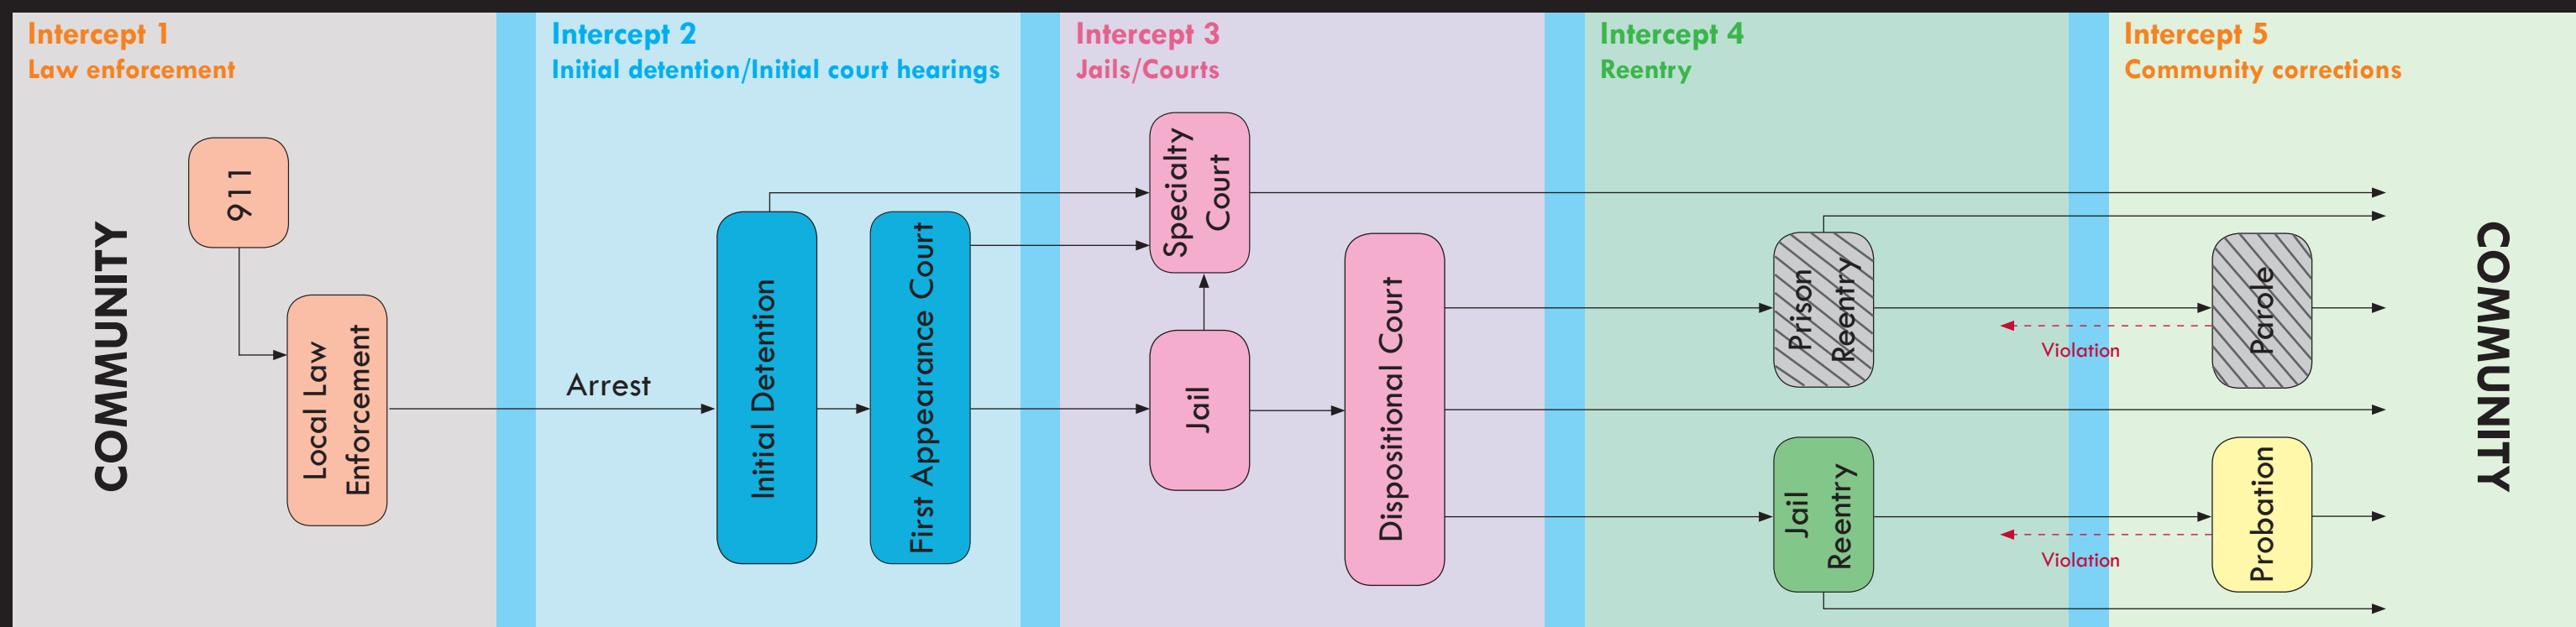 Intercept 1
Law enforcement
COMMUNITY
911
Local Law
Enforcement
Intercept 2
Initial detention/Initial court hearings
Arrest
Initial Detention
First Appearance Court
Intercept 3
Jails/Courts
Specialty
Court
Jail
Dispositional Court
Intercept 4
Reentry
Prison
Reentry
Jail
Reentry
Violation
Violation
Intercept 5
Community corrections
Parole
Probation
COMMUNITY